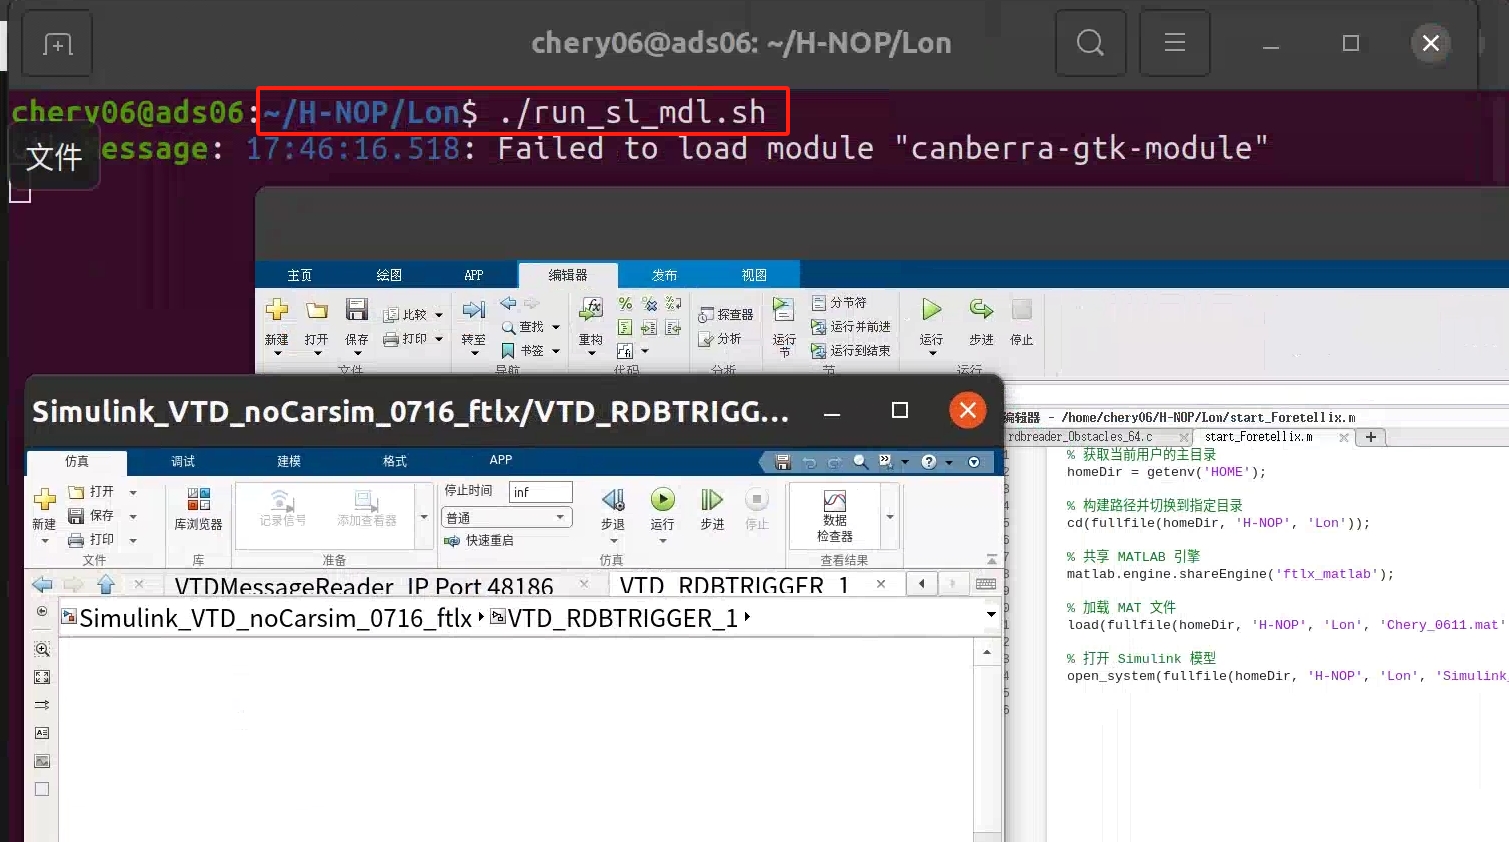 chery06@ads06: ~/H-NOP/Lon
chery06@ads06:~/H-NOP/Lon$ ./run_sl_mdl.sh
文件
essage: 17:46:16.518: Failed to load module "canberra-gtk-module"
主页 绘图 APP 编辑器 发布 视图
新建 打开 保存 比较 打印 转至 查找 书签 重构 探查器 分析 运行节 分节符 运行并前进 运行到结束 运行 步进 停止
文件 导航 代码 分析 节 运行
Simulink_VTD_noCarsim_0716_ftlx/VTD_RDBTRIGG...
仿真 调试 建模 格式 APP
新建 打开 保存 打印 库浏览器 记录信号 添加查看器 停止时间 inf 普通 快速重启 步退 运行 步进 停止 数据检查器
文件 库 准备 仿真 查看结果
VTDMessageReader IP Port 48186 VTD RDBTRIGGER 1
Simulink_VTD_noCarsim_0716_ftlx VTD_RDBTRIGGER_1
编辑器 - /home/chery06/H-NOP/Lon/start_Foretellix.m
rdbreader_Obstacles_64.c start_Foretellix.m
% 获取当前用户的主目录
homeDir = getenv('HOME');
% 构建路径并切换到指定目录
cd(fullfile(homeDir, 'H-NOP', 'Lon'));
% 共享 MATLAB 引擎
matlab.engine.shareEngine('ftlx_matlab');
% 加载 MAT 文件
load(fullfile(homeDir, 'H-NOP', 'Lon', 'Chery_0611.mat'
% 打开 Simulink 模型
open_system(fullfile(homeDir, 'H-NOP', 'Lon', 'Simulink_